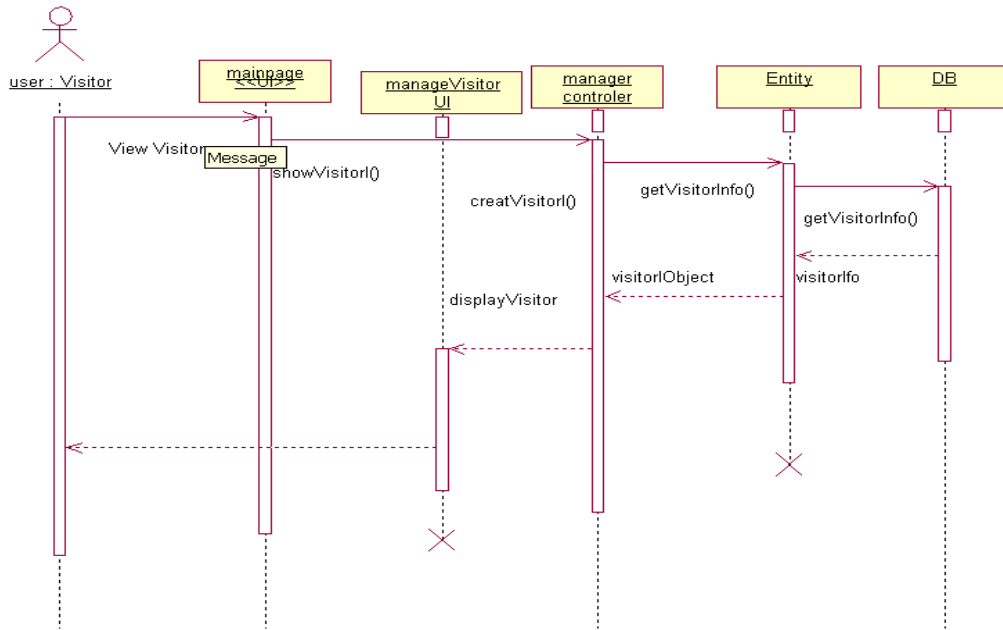 user : Visitor
mainpage
<<UI>>
manageVisitor
UI
manager
controler
Entity
DB
View Visitor
Message
showVisitorI()
creatVisitorI()
getVisitorInfo()
getVisitorInfo()
visitorIObject
visitorIfo
displayVisitor